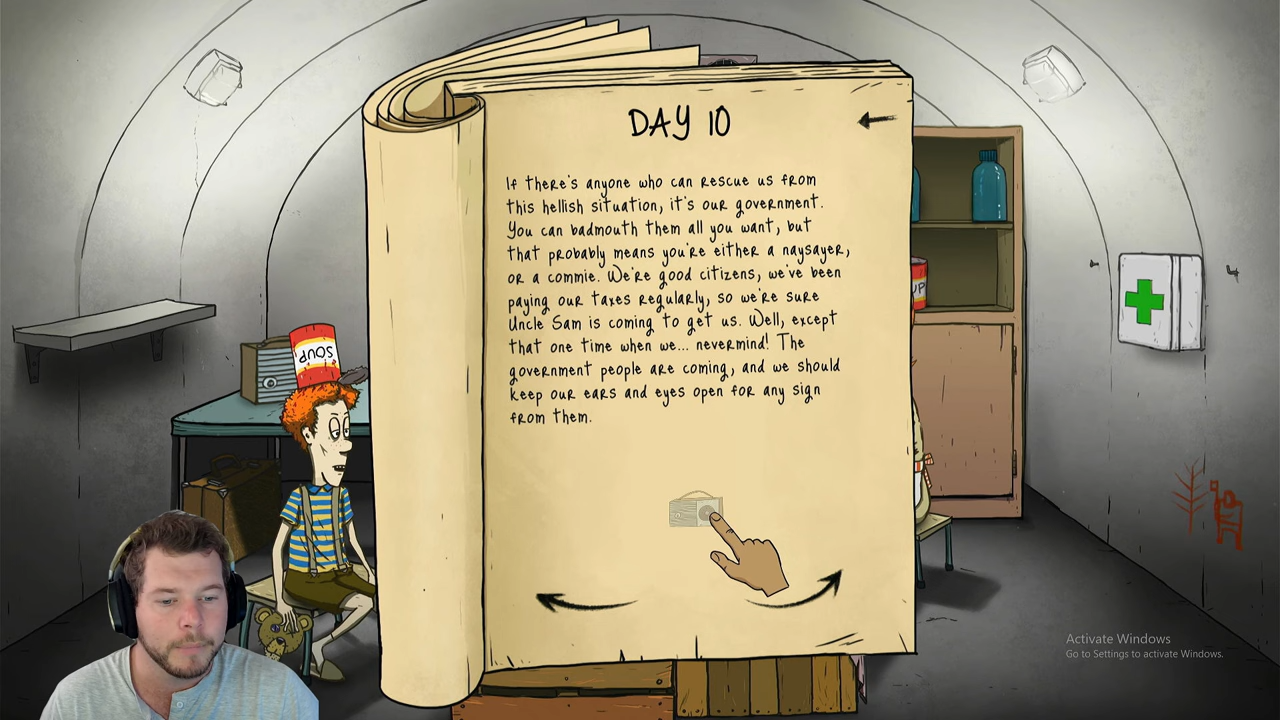 DAY 10
If there's anyone who can rescue us from
this hellish situation, it's our government.
You can badmouth them all you want, but
that probably means you're either a naysayer,
or a commie. We're good citizens, we've been
paying our taxes regularly, so we're sure
Uncle Sam is coming to get us. Well, except
that one time when we... nevermind! The
government people are coming, and we should
keep our ears and eyes open for any sign
from them.
UP
SOUP
Activate Windows
Go to Settings to activate Windows.